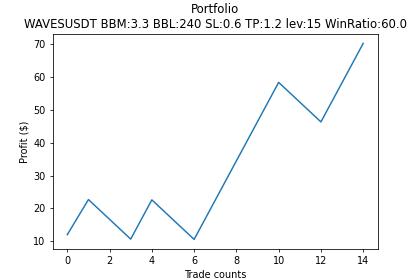 Portfolio
WAVESUSDT BBM:3.3 BBL:240 SL:0.6 TP:1.2 lev:15 WinRatio:60.0
70
60
50
40
30
20
10
Profit ($)
0 2 4 6 8 10 12 14
Trade counts